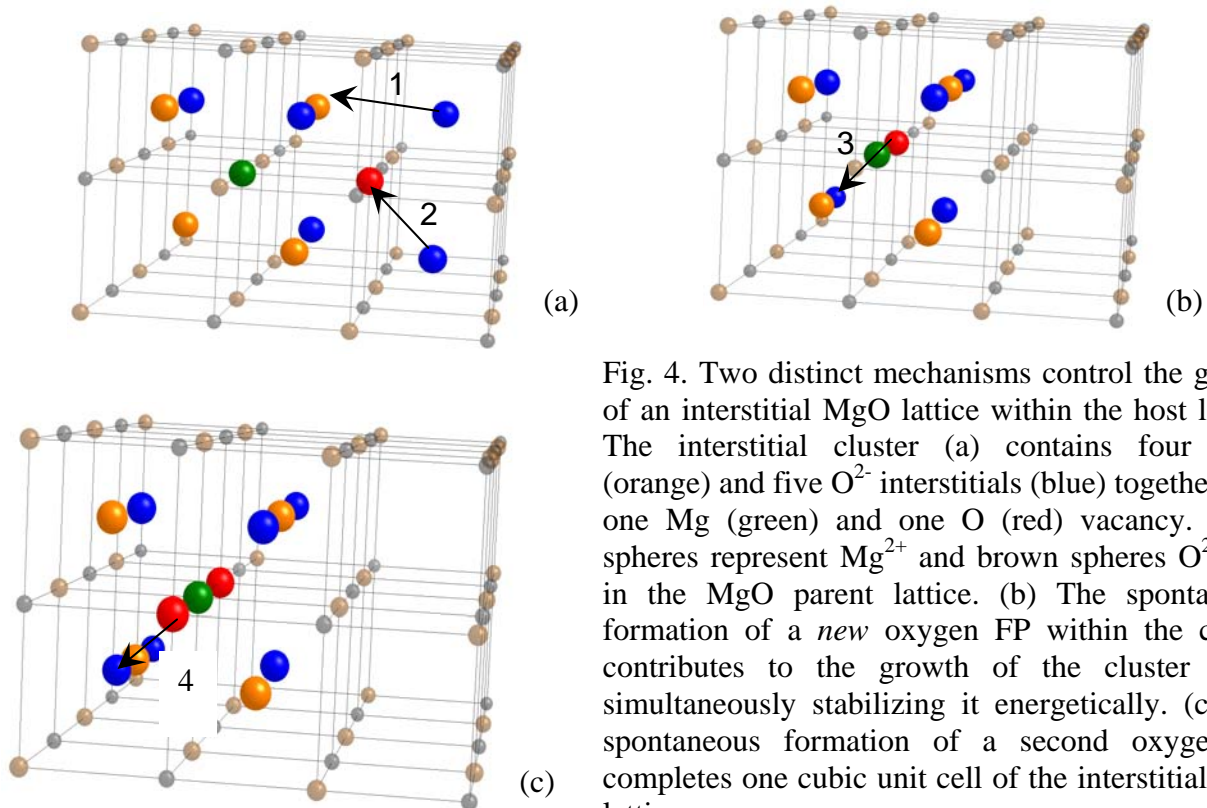 1
2
(a)
3
(b)
4
(c)
Fig. 4. Two distinct mechanisms control the g
of an interstitial MgO lattice within the host l
The interstitial cluster (a) contains four
(orange) and five O²⁻ interstitials (blue) togethe
one Mg (green) and one O (red) vacancy.
spheres represent Mg²⁺ and brown spheres O²
in the MgO parent lattice. (b) The sponta
formation of a new oxygen FP within the c
contributes to the growth of the cluster
simultaneously stabilizing it energetically. (c
spontaneous formation of a second oxyge
completes one cubic unit cell of the interstitial